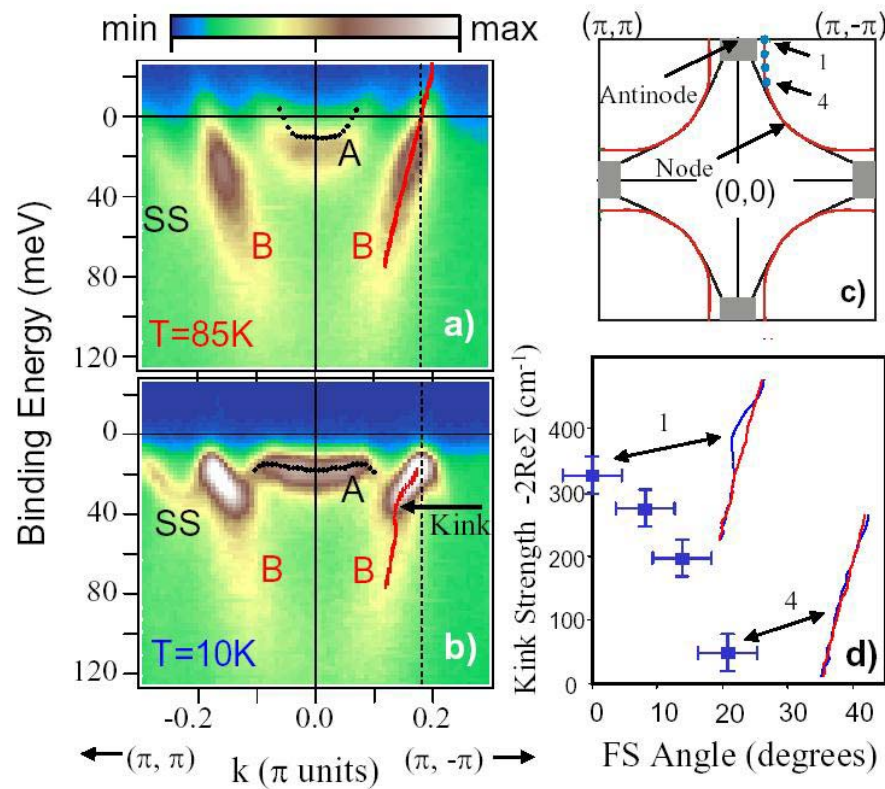 min max
0
40
80
120
SS
A
B B
T=85K
a)
0
40
80
120
SS
A
Kink
B B
T=10K
b)
Binding Energy (meV)
-0.2 0.0 0.2
(π, π) k (π units) (π, -π)
(π,π) (π,-π)
1
4
Antinode
Node
(0,0)
c)
Kink Strength -2ReΣ (cm⁻¹)
400
300
200
100
0
1
4
d)
0 10 20 30 40
FS Angle (degrees)